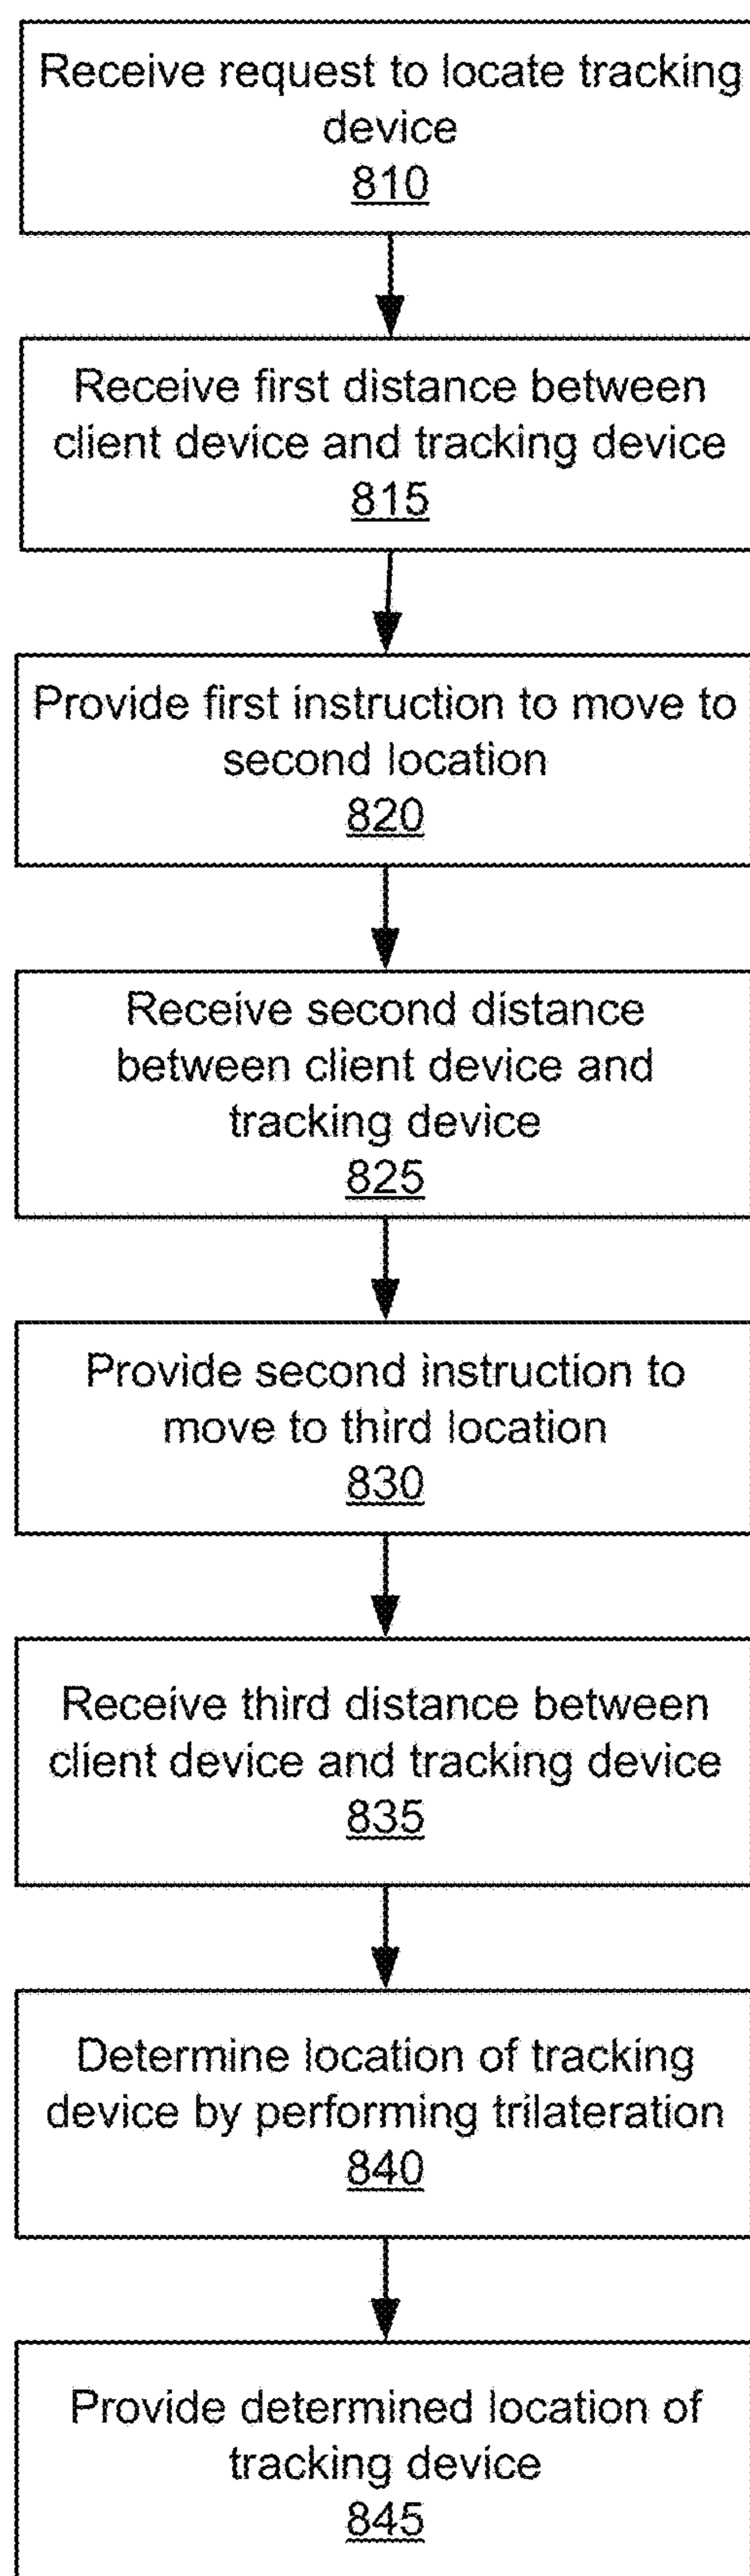 Receive request to locate tracking
device
810
Receive first distance between
client device and tracking device
815
Provide first instruction to move to
second location
820
Receive second distance
between client device and
tracking device
825
Provide second instruction to
move to third location
830
Receive third distance between
client device and tracking device
835
Determine location of tracking
device by performing trilateration
840
Provide determined location of
tracking device
845